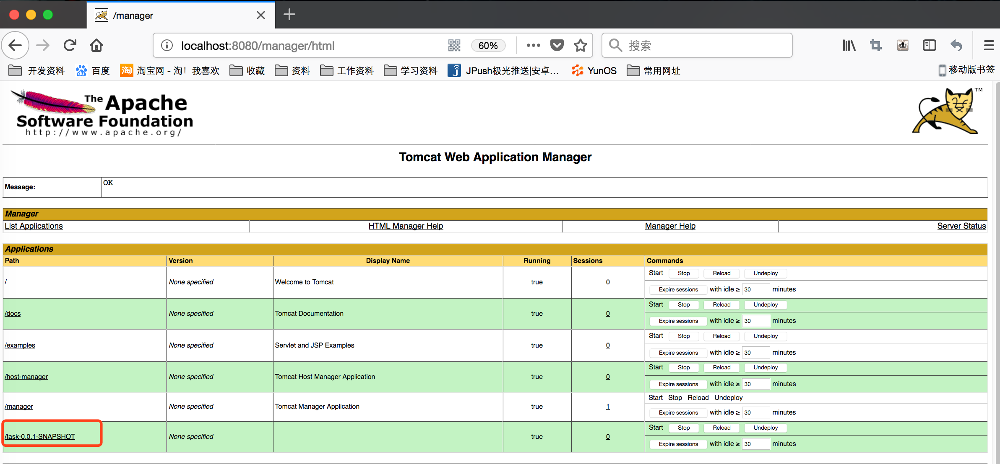 /manager
localhost:8080/manager/html 60% 搜索
开发资料 百度 淘宝网 - 淘！我喜欢 收藏 资料 工作资料 学习资料 JPush极光推送|安卓... YunOS 常用网址 移动版书签
The Apache
Software Foundation
http://www.apache.org/
TM
Tomcat Web Application Manager
Message: OK
Manager
List Applications HTML Manager Help Manager Help Server Status
Applications
Path Version Display Name Running Sessions Commands
/ None specified Welcome to Tomcat true 0 Start Stop Reload Undeploy
Expire sessions with idle ≥ 30 minutes
/docs None specified Tomcat Documentation true 0 Start Stop Reload Undeploy
Expire sessions with idle ≥ 30 minutes
/examples None specified Servlet and JSP Examples true 0 Start Stop Reload Undeploy
Expire sessions with idle ≥ 30 minutes
/host-manager None specified Tomcat Host Manager Application true 0 Start Stop Reload Undeploy
Expire sessions with idle ≥ 30 minutes
/manager None specified Tomcat Manager Application true 1 Start Stop Reload Undeploy
Expire sessions with idle ≥ 30 minutes
/task-0.0.1-SNAPSHOT None specified true 0 Start Stop Reload Undeploy
Expire sessions with idle ≥ 30 minutes